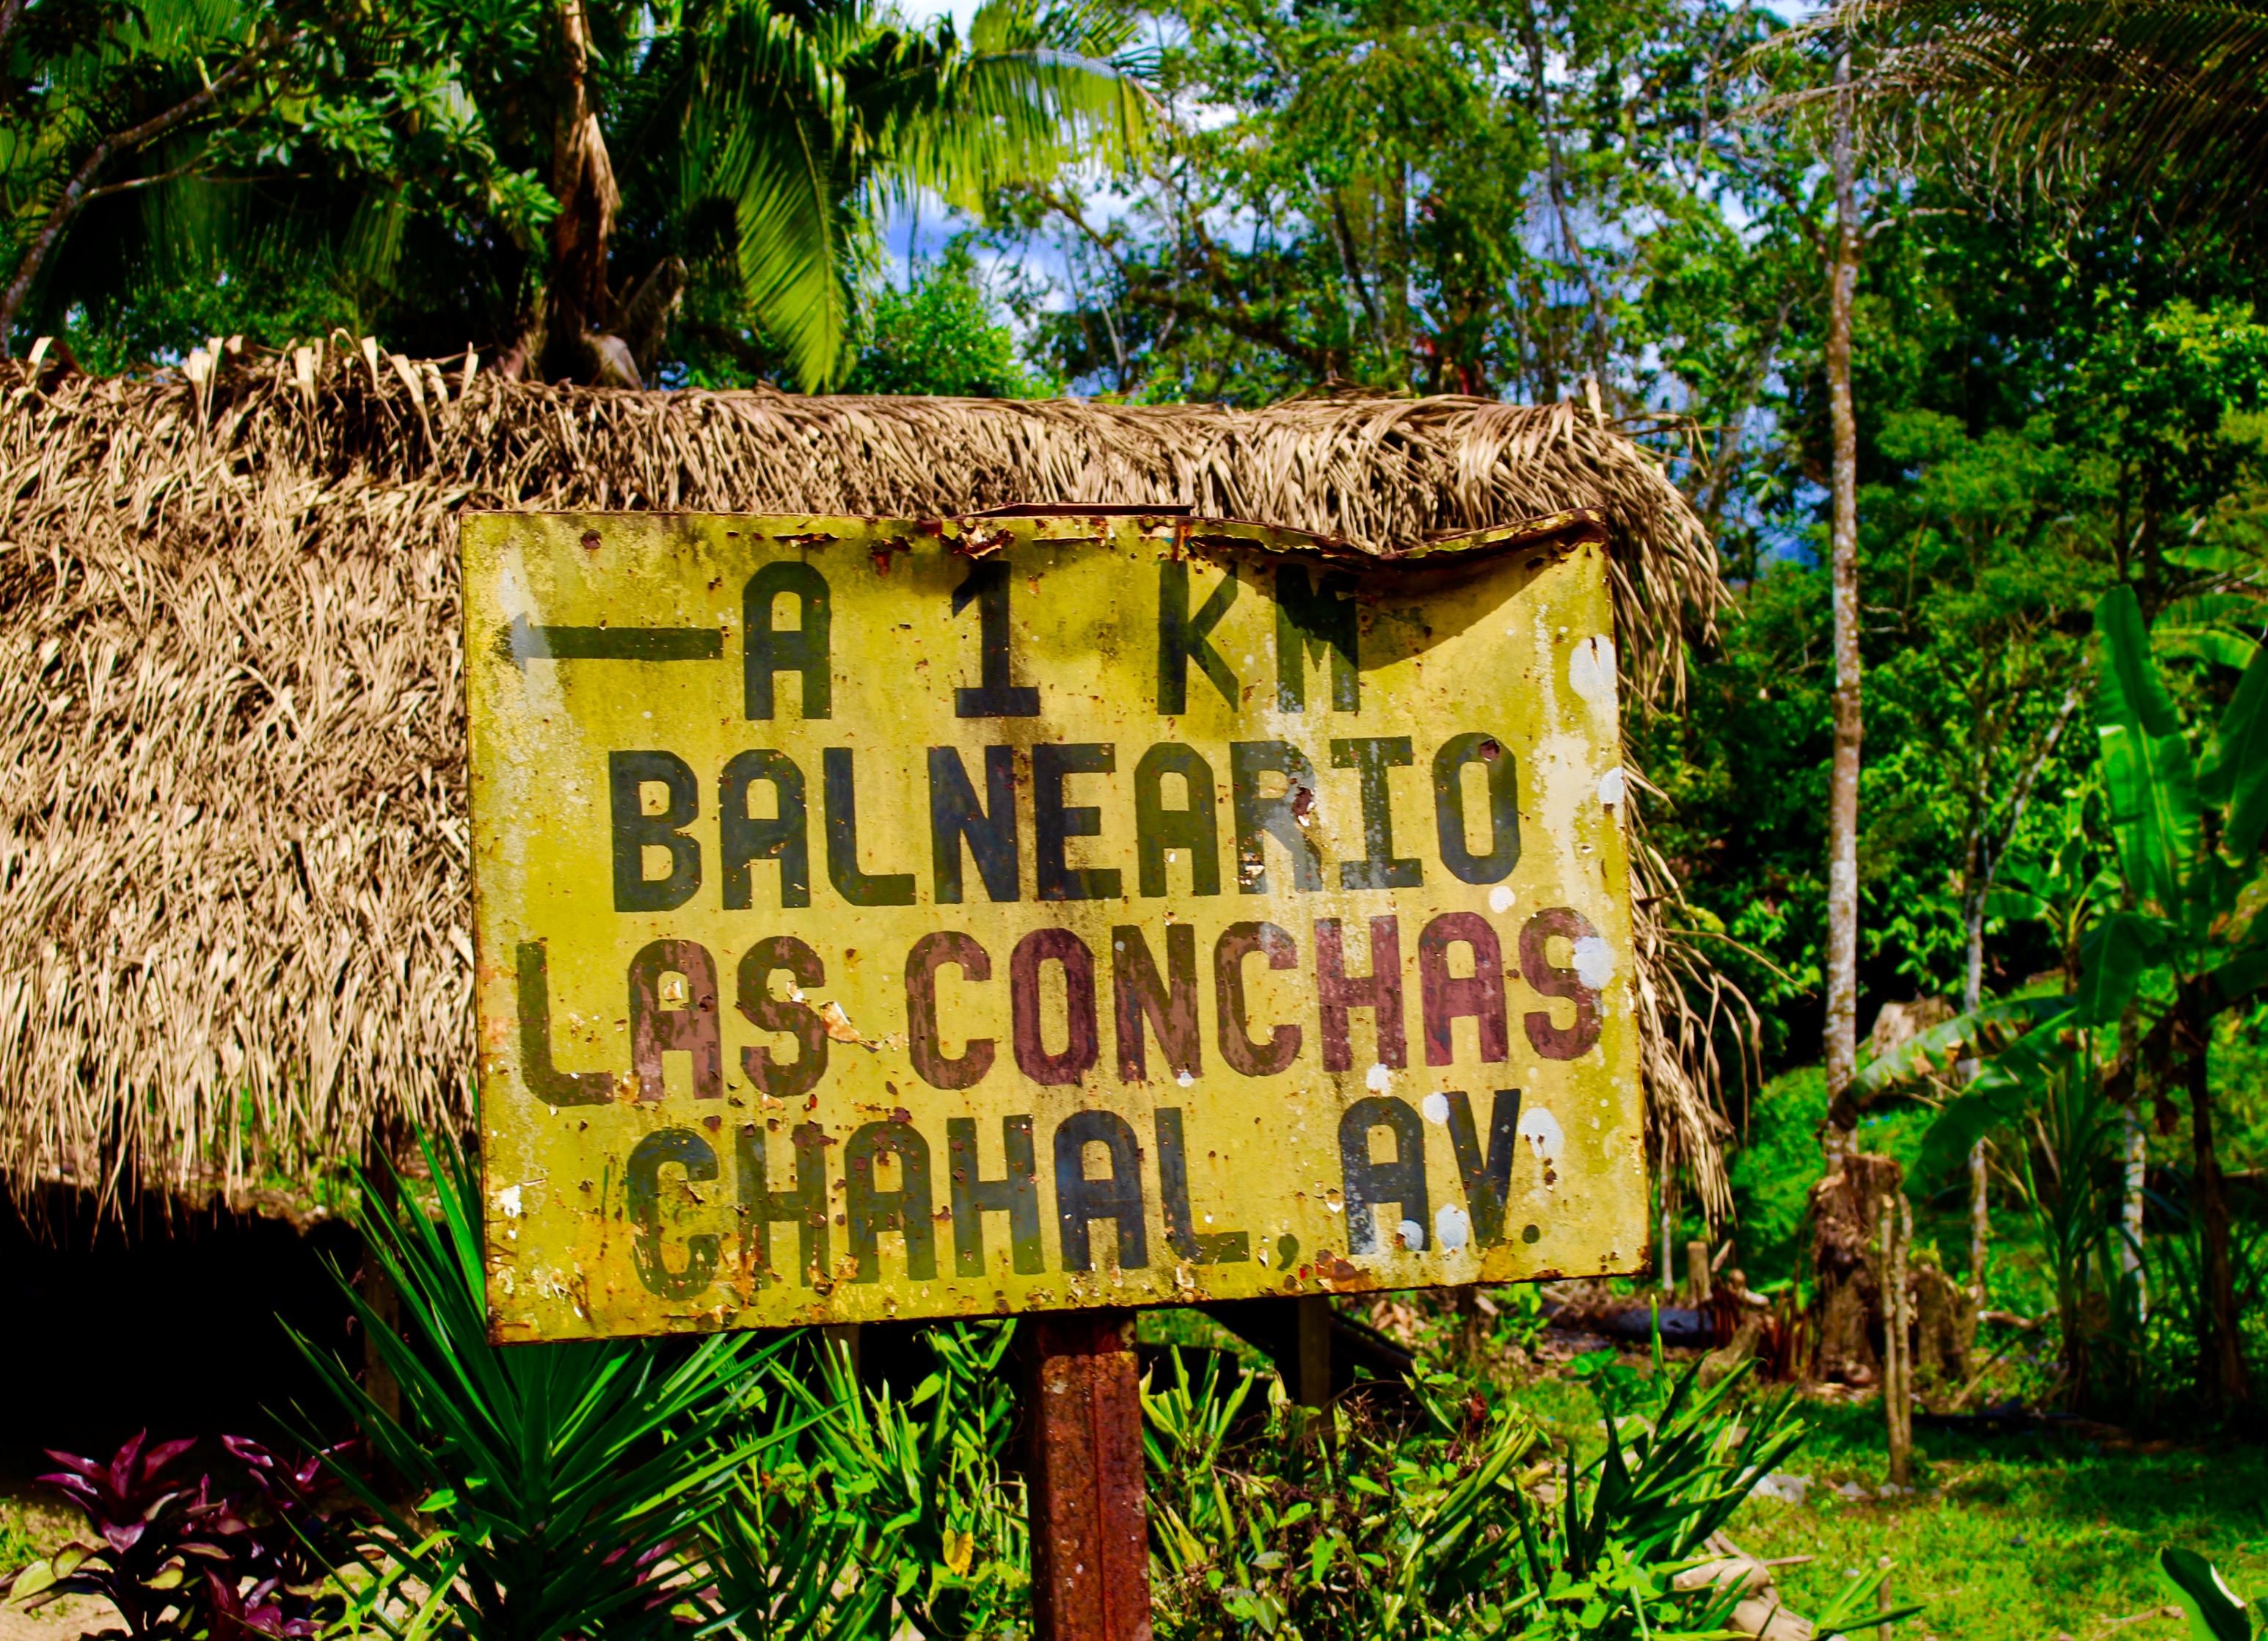 A 1 KM
BALNEARIO
LAS CONCHAS
CHAHAL, AV.